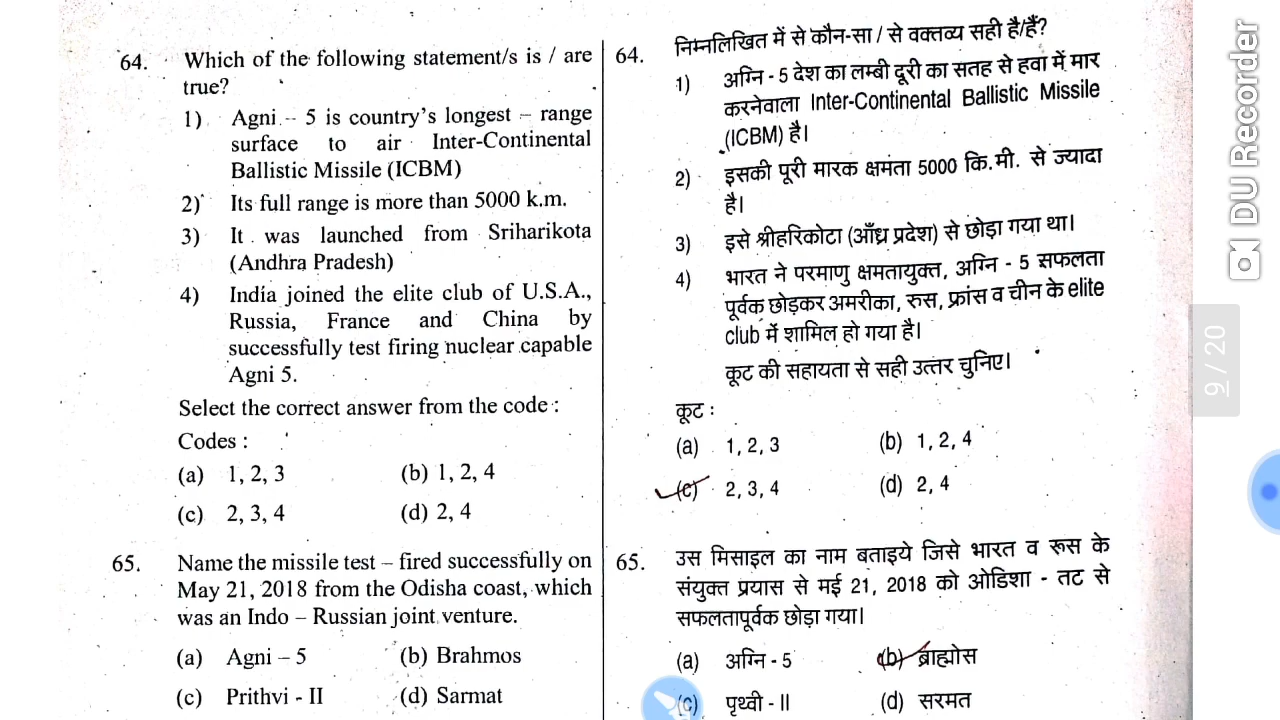 64. Which of the following statement/s is / are
true?
1) Agni – 5 is country's longest – range
surface to air Inter-Continental
Ballistic Missile (ICBM)
2) Its full range is more than 5000 k.m.
3) It was launched from Sriharikota
(Andhra Pradesh)
4) India joined the elite club of U.S.A.,
Russia, France and China by
successfully test firing nuclear capable
Agni 5.
Select the correct answer from the code :
Codes :
(a) 1, 2, 3 (b) 1, 2, 4
(c) 2, 3, 4 (d) 2, 4
65. Name the missile test – fired successfully on
May 21, 2018 from the Odisha coast, which
was an Indo – Russian joint venture.
(a) Agni – 5 (b) Brahmos
(c) Prithvi - II (d) Sarmat
64. निम्नलिखित में से कौन-सा / से वक्तव्य सही है/हैं?
1) अग्नि - 5 देश का लम्बी दूरी का सतह से हवा में मार
करनेवाला Inter-Continental Ballistic Missile
(ICBM) है।
2) इसकी पूरी मारक क्षमता 5000 कि.मी. से ज्यादा
है।
3) इसे श्रीहरिकोटा (आँध्र प्रदेश) से छोड़ा गया था।
4) भारत ने परमाणु क्षमतायुक्त, अग्नि - 5 सफलता
पूर्वक छोड़कर अमरीका, रुस, फ्रांस व चीन के elite
club में शामिल हो गया है।
कूट की सहायता से सही उत्तर चुनिए।
कूट :
(a) 1, 2, 3 (b) 1, 2, 4
(c) 2, 3, 4 (d) 2, 4
65. उस मिसाइल का नाम बताइये जिसे भारत व रूस के
संयुक्त प्रयास से मई 21, 2018 को ओडिशा - तट से
सफलतापूर्वक छोड़ा गया।
(a) अग्नि - 5 (b) ब्राह्मोस
(c) पृथ्वी - II (d) सरमत
DU Recorder
9 / 20